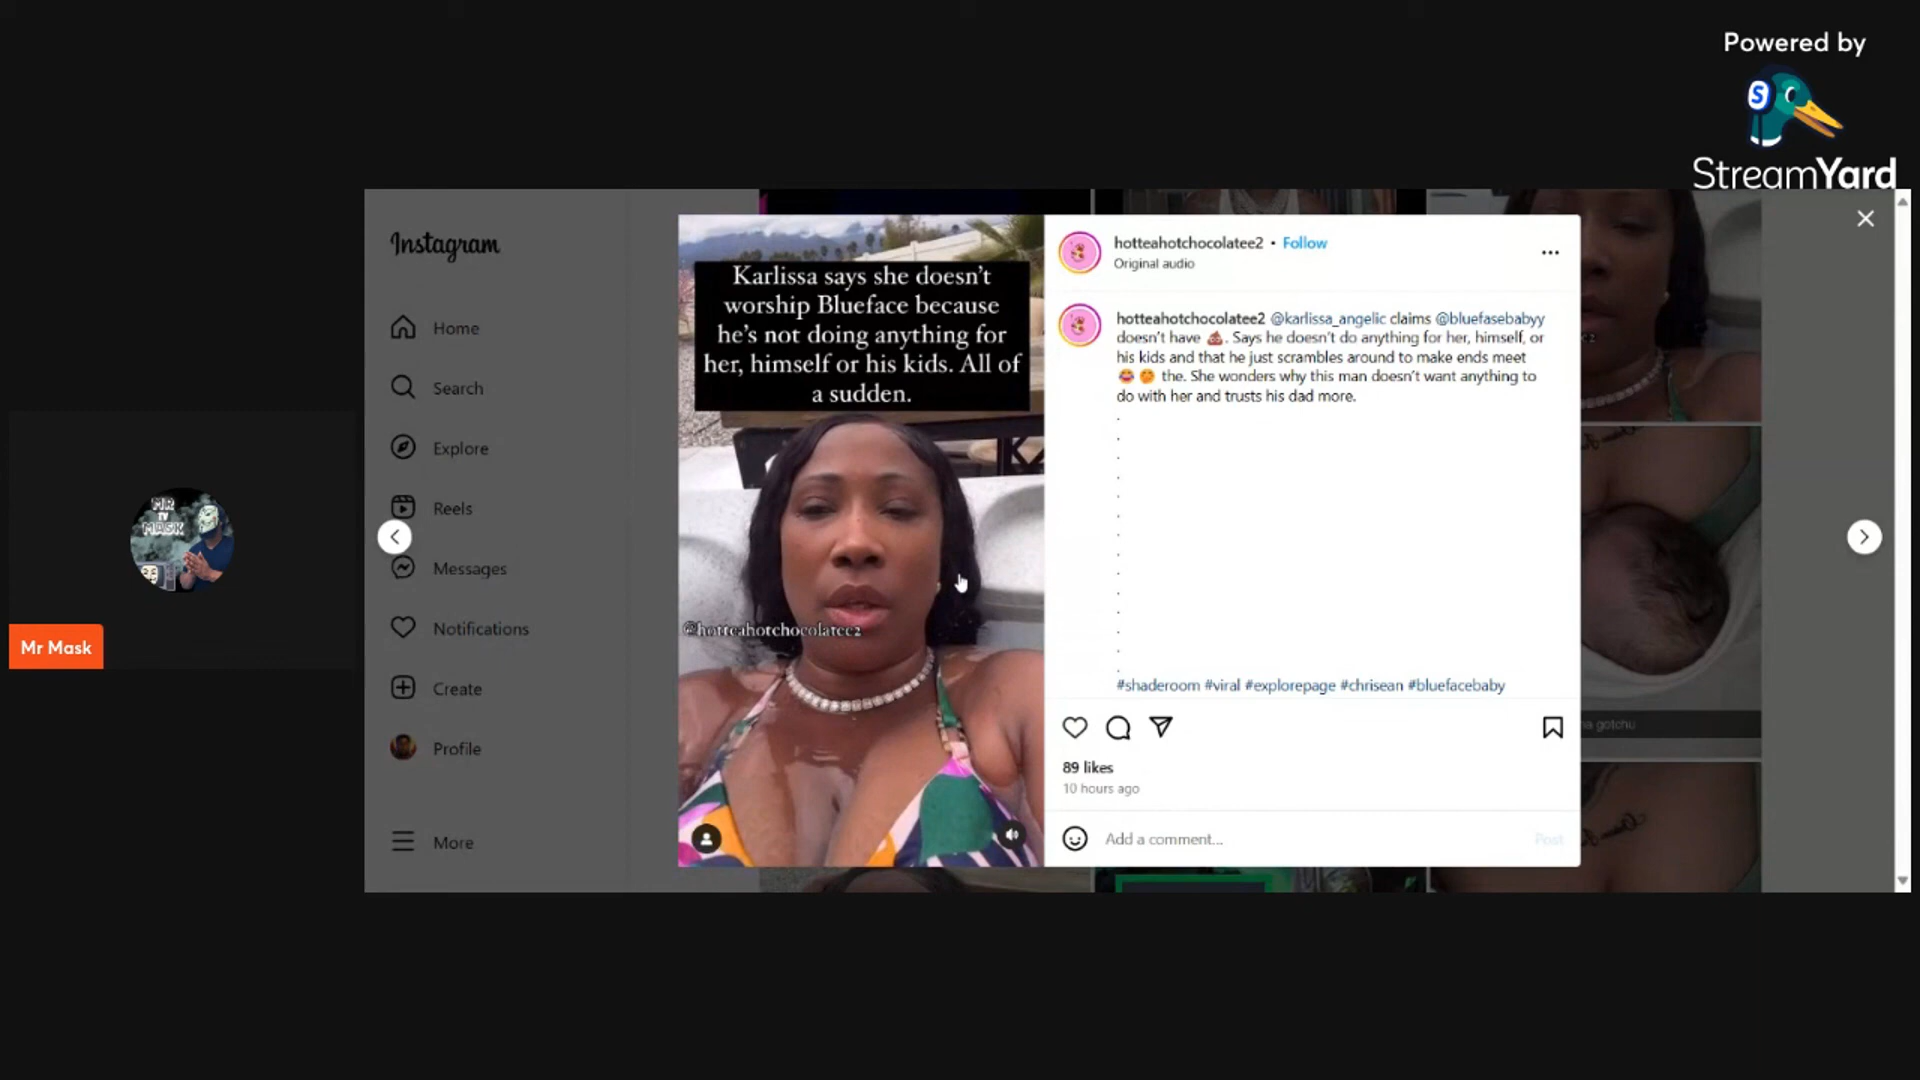 Powered by
StreamYard
MR
TV
MASK
Mr Mask
Instagram
Home
Search
Explore
Reels
Messages
Notifications
Create
Profile
More
Karlissa says she doesn't
worship Blueface because
he's not doing anything for
her, himself or his kids. All of
a sudden.
@hotteahotchocolatee2
hotteahotchocolatee2 • Follow
Original audio
hotteahotchocolatee2 @karlissa_angelic claims @bluefasebabyy
doesn't have 💩. Says he doesn't do anything for her, himself, or
his kids and that he just scrambles around to make ends meet
😂 🤭 the. She wonders why this man doesn't want anything to
do with her and trusts his dad more.
.
.
.
.
.
.
.
.
.
.
.
.
.
.
#shaderoom #viral #explorepage #chrisean #bluefacebaby
89 likes
10 hours ago
Add a comment...
Post
gotchu